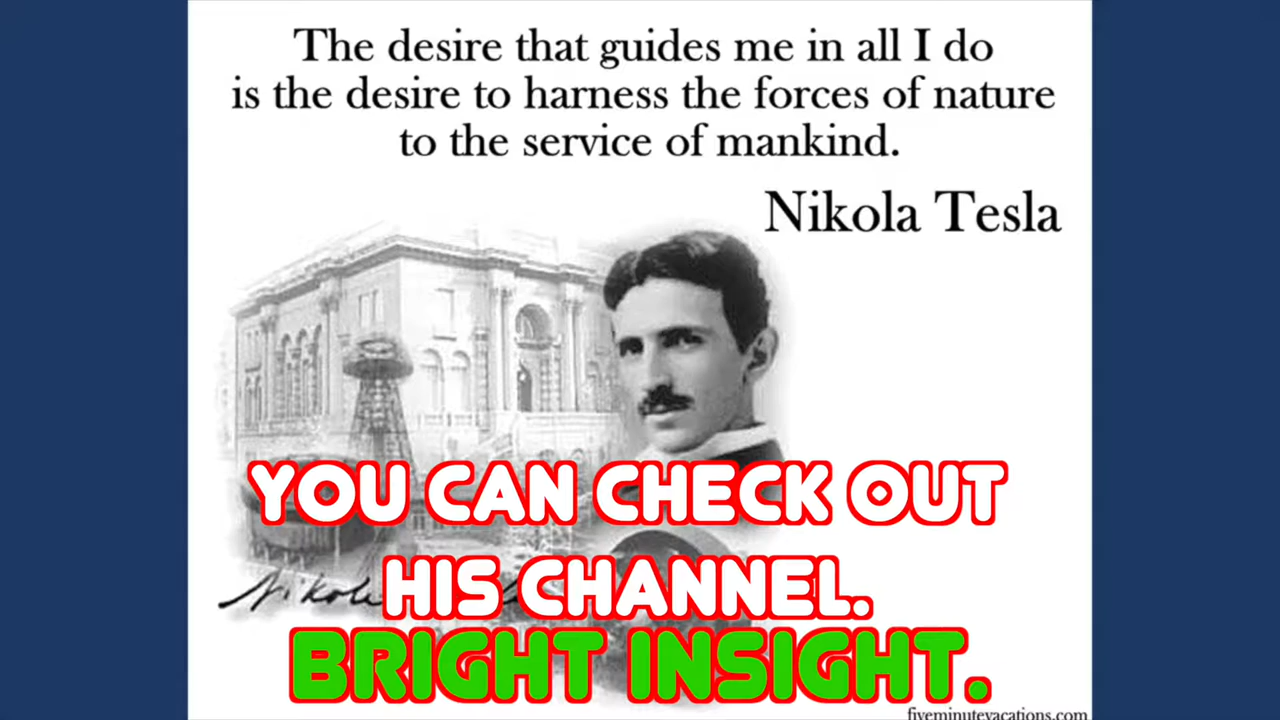 The desire that guides me in all I do
is the desire to harness the forces of nature
to the service of mankind.
Nikola Tesla
YOU CAN CHECK OUT
HIS CHANNEL.
Nikola
BRIGHT INSIGHT.
fiveminutevacations.com